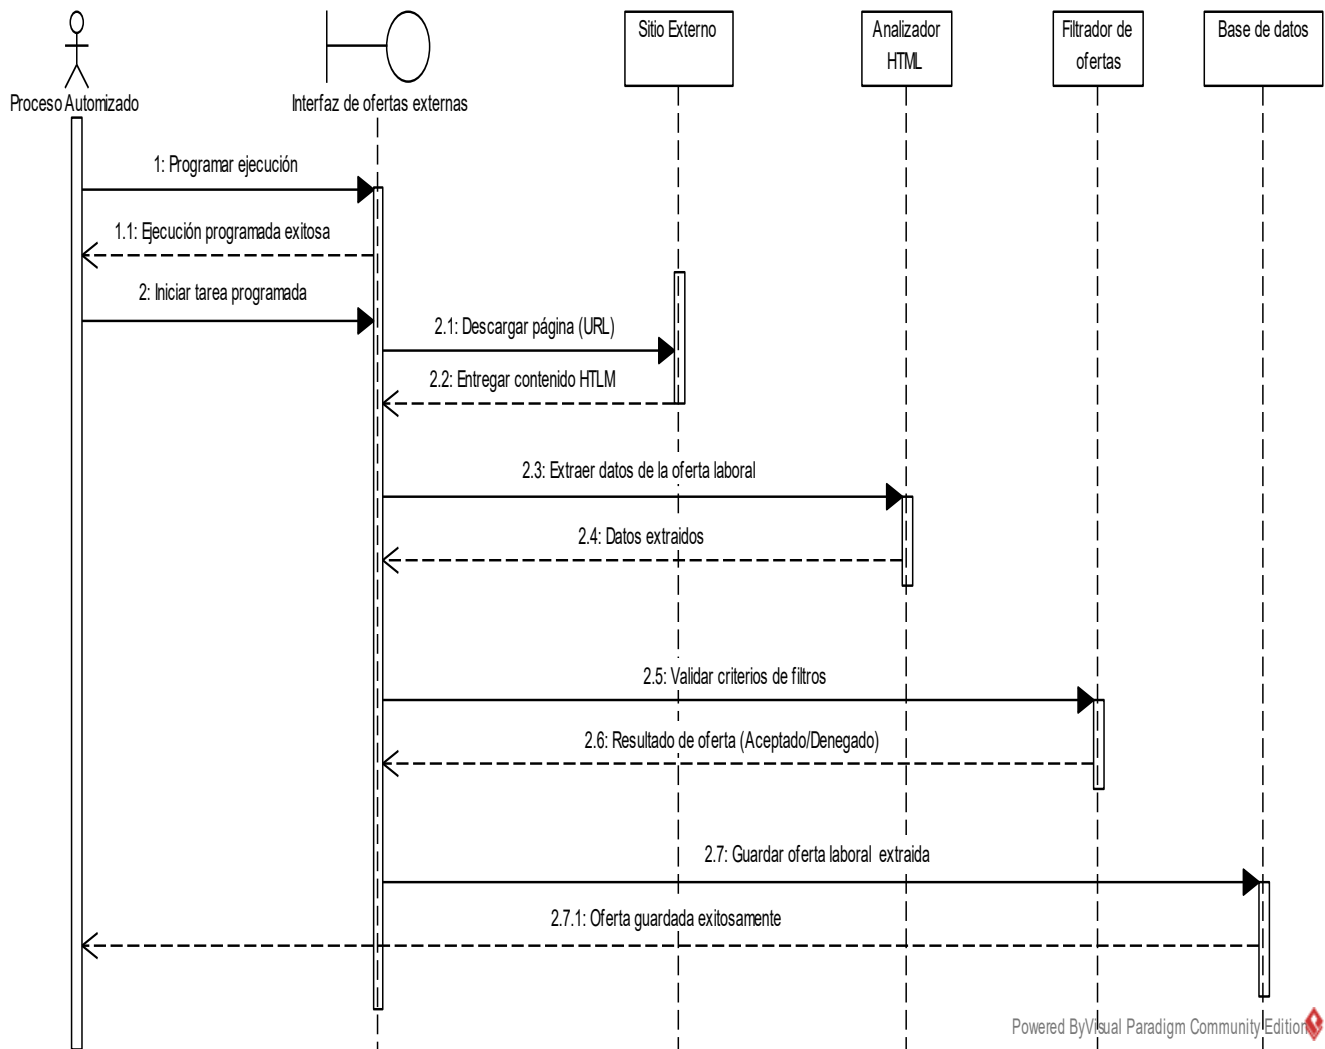 Proceso Automizado
Interfaz de ofertas externas
Sitio Externo
Analizador
HTML
Filtrador de
ofertas
Base de datos
1: Programar ejecución
1.1: Ejecución programada exitosa
2: Iniciar tarea programada
2.1: Descargar página (URL)
2.2: Entregar contenido HTLM
2.3: Extraer datos de la oferta laboral
2.4: Datos extraidos
2.5: Validar criterios de filtros
2.6: Resultado de oferta (Aceptado/Denegado)
2.7: Guardar oferta laboral extraida
2.7.1: Oferta guardada exitosamente
Powered By Visual Paradigm Community Edition